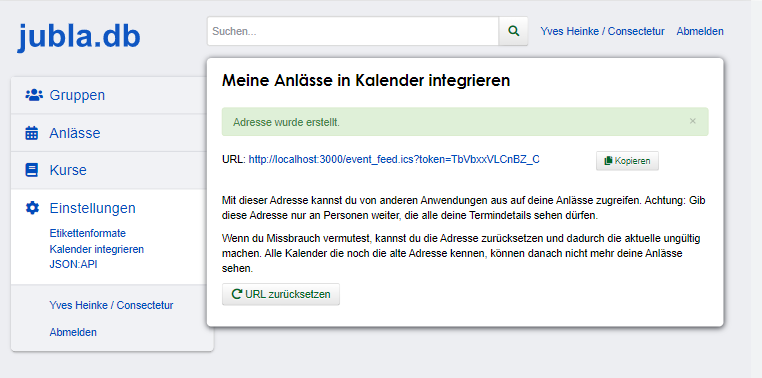 jubla.db
Suchen...
Yves Heinke / Consectetur
Abmelden
Gruppen
Anlässe
Kurse
Einstellungen
Etikettenformate
Kalender integrieren
JSON:API
Yves Heinke / Consectetur
Abmelden
Meine Anlässe in Kalender integrieren
Adresse wurde erstellt.
×
URL: http://localhost:3000/event_feed.ics?token=TbVbxxVLCnBZ_C
Kopieren
Mit dieser Adresse kannst du von anderen Anwendungen aus auf deine Anlässe zugreifen. Achtung: Gib
diese Adresse nur an Personen weiter, die alle deine Termindetails sehen dürfen.
Wenn du Missbrauch vermutest, kannst du die Adresse zurücksetzen und dadurch die aktuelle ungültig
machen. Alle Kalender die noch die alte Adresse kennen, können danach nicht mehr deine Anlässe
sehen.
URL zurücksetzen